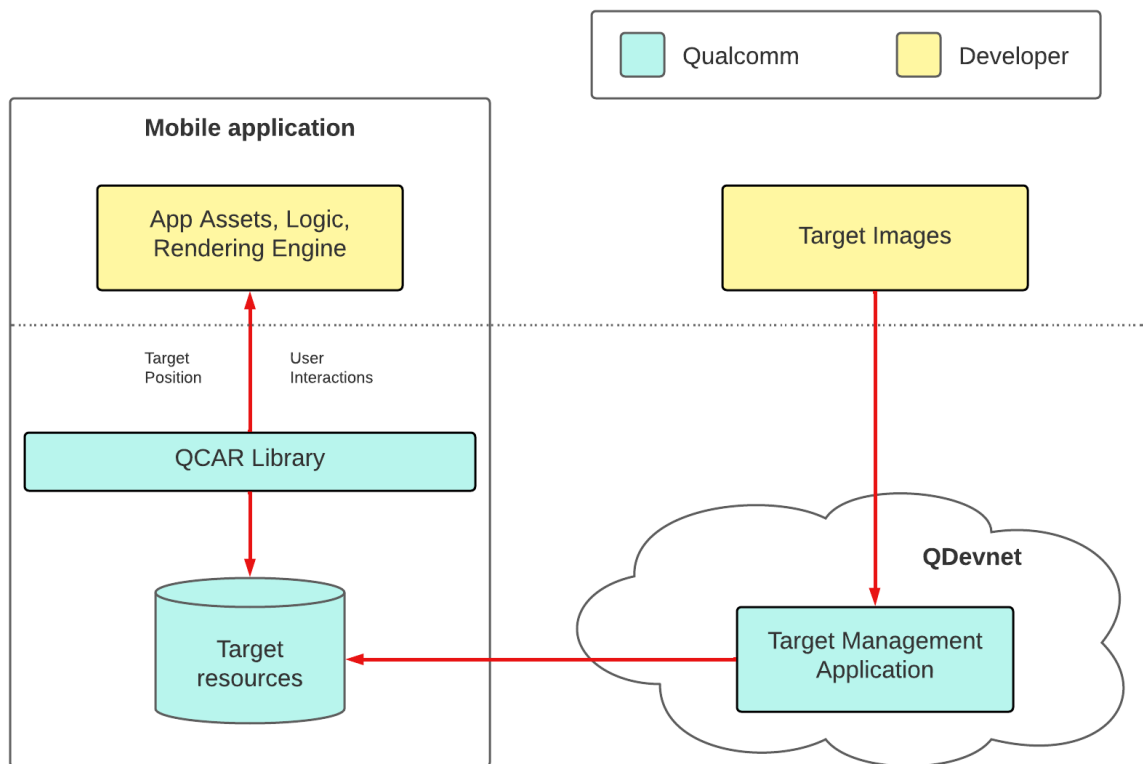 Qualcomm
Developer
Mobile application
App Assets, Logic,
Rendering Engine
Target Images
Target
Position
User
Interactions
QCAR Library
QDevnet
Target
resources
Target Management
Application